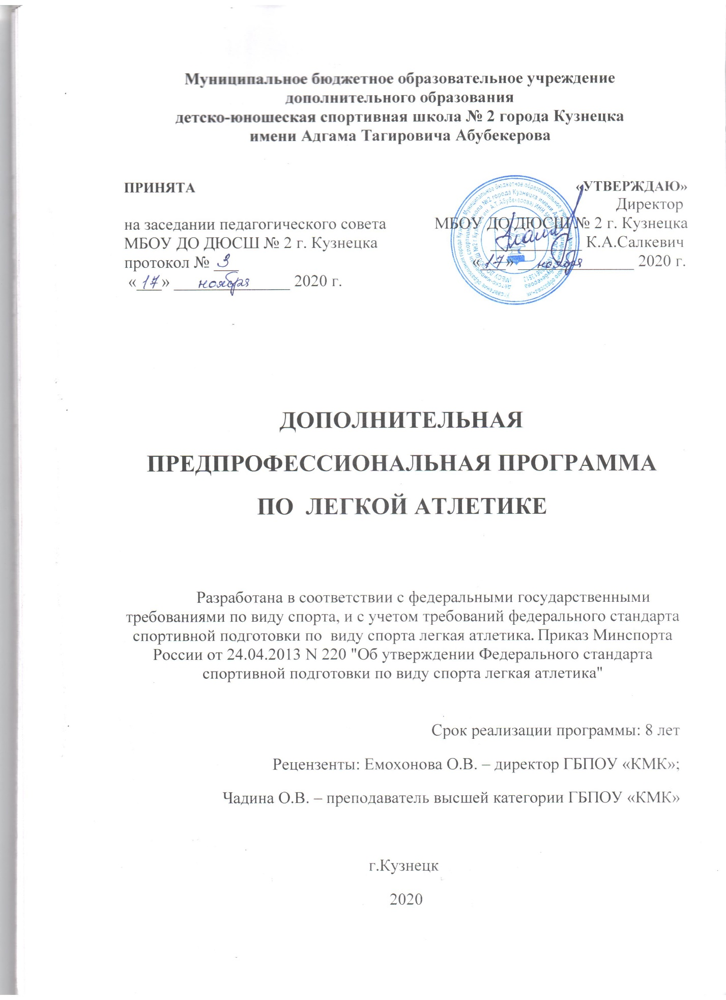 Муниципальное бюджетное образовательное учреждение
дополнительного образования
детско-юношеская спортивная школа № 2 города Кузнецка
имени Адгама Тагировича Абубекерова
ПРИНЯТА
на заседании педагогического совета
МБОУ ДО ДЮСШ № 2 г. Кузнецка
протокол № 3
«17» ноября 2020 г.
«УТВЕРЖДАЮ»
Директор
МБОУ ДО ДЮСШ № 2 г. Кузнецка
К.А.Салкевич
«17» ноября 2020 г.
ДОПОЛНИТЕЛЬНАЯ
ПРЕДПРОФЕССИОНАЛЬНАЯ ПРОГРАММА
ПО ЛЕГКОЙ АТЛЕТИКЕ
Разработана в соответствии с федеральными государственными
требованиями по виду спорта, и с учетом требований федерального стандарта
спортивной подготовки по виду спорта легкая атлетика. Приказ Минспорта
России от 24.04.2013 N 220 "Об утверждении Федерального стандарта
спортивной подготовки по виду спорта легкая атлетика"
Срок реализации программы: 8 лет
Рецензенты: Емохонова О.В. – директор ГБПОУ «КМК»;
Чадина О.В. – преподаватель высшей категории ГБПОУ «КМК»
г.Кузнецк
2020